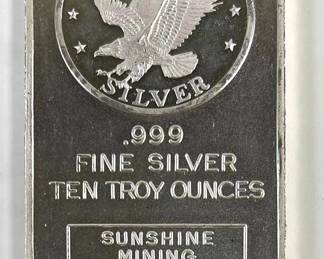 SILVER
.999
FINE SILVER
TEN TROY OUNCES
SUNSHINE
MINING